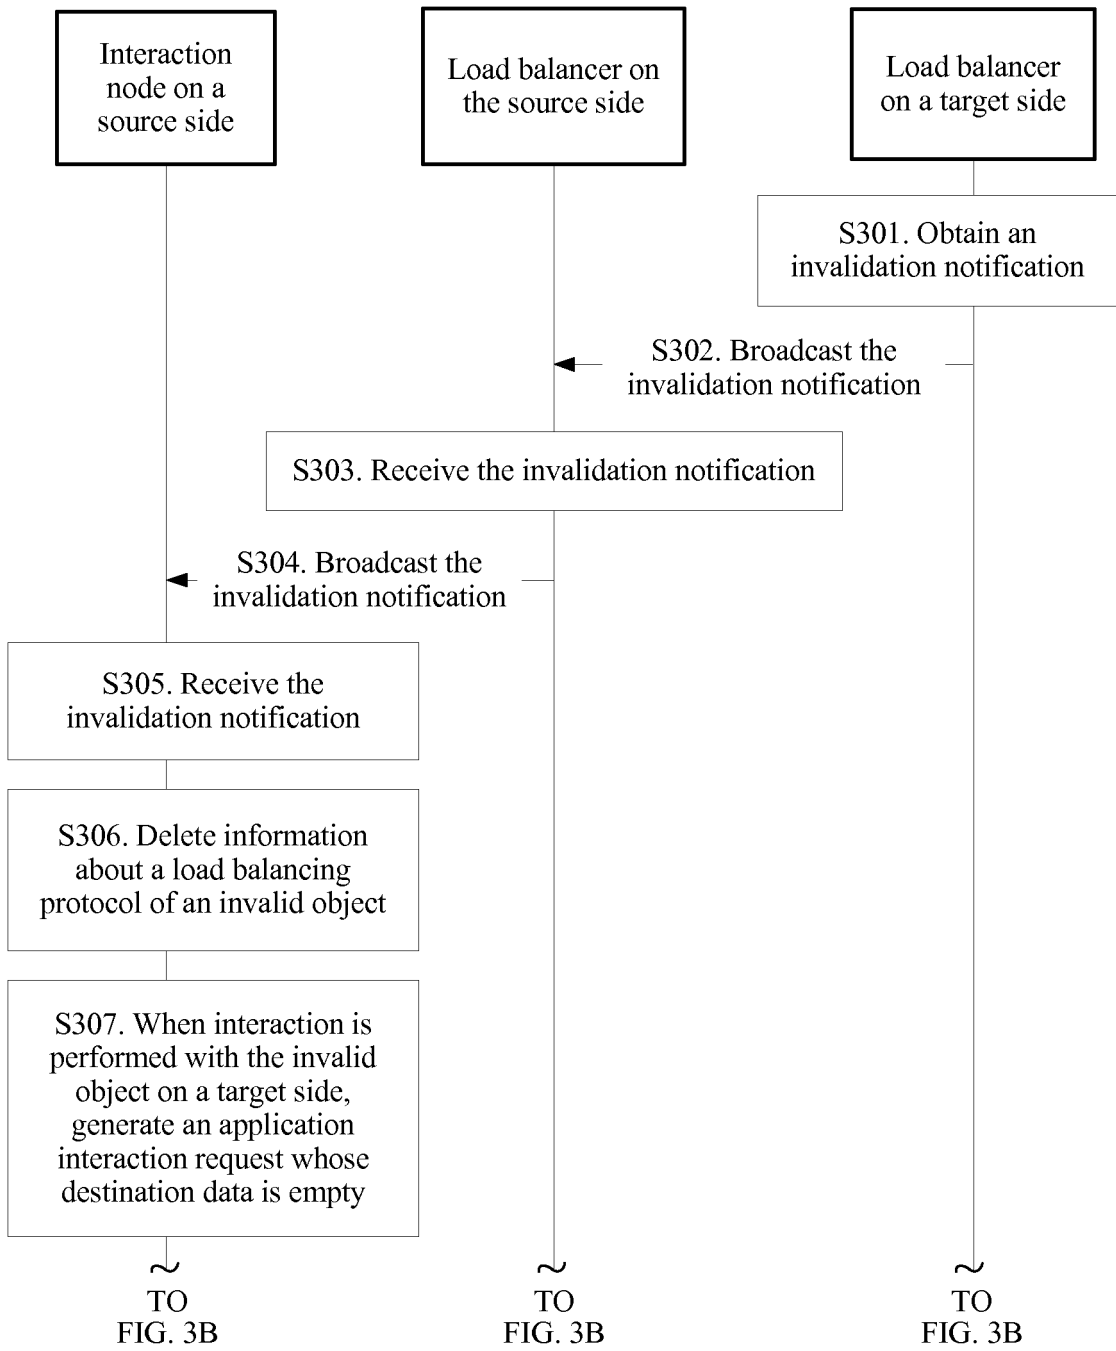 Interaction
node on a
source side
Load balancer on
the source side
Load balancer
on a target side
S301. Obtain an
invalidation notification
S302. Broadcast the
invalidation notification
S303. Receive the invalidation notification
S304. Broadcast the
invalidation notification
S305. Receive the
invalidation notification
S306. Delete information
about a load balancing
protocol of an invalid object
S307. When interaction is
performed with the invalid
object on a target side,
generate an application
interaction request whose
destination data is empty
TO
FIG. 3B
TO
FIG. 3B
TO
FIG. 3B